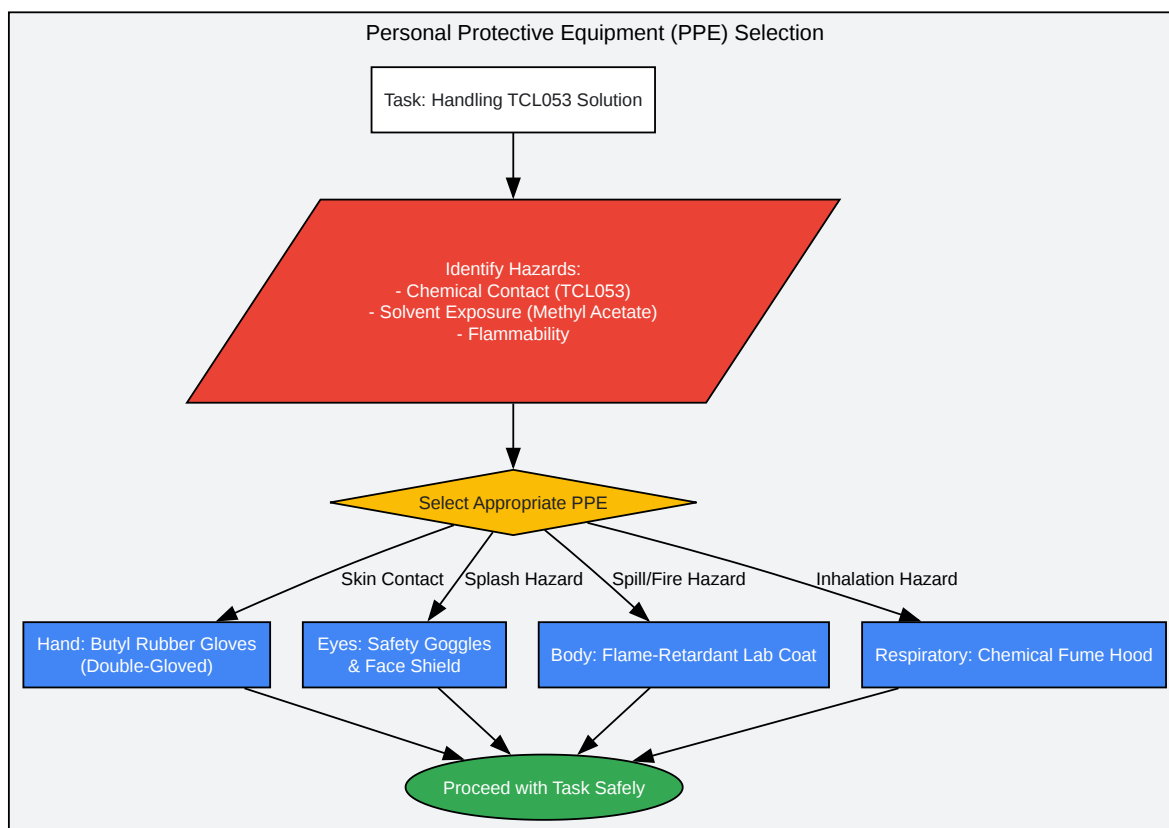 Personal Protective Equipment (PPE) Selection
Task: Handling TCL053 Solution
Identify Hazards:
- Chemical Contact (TCL053)
- Solvent Exposure (Methyl Acetate)
- Flammability
Select Appropriate PPE
Skin Contact
Splash Hazard
Spill/Fire Hazard
Inhalation Hazard
Hand: Butyl Rubber Gloves
(Double-Gloved)
Eyes: Safety Goggles
& Face Shield
Body: Flame-Retardant Lab Coat
Respiratory: Chemical Fume Hood
Proceed with Task Safely